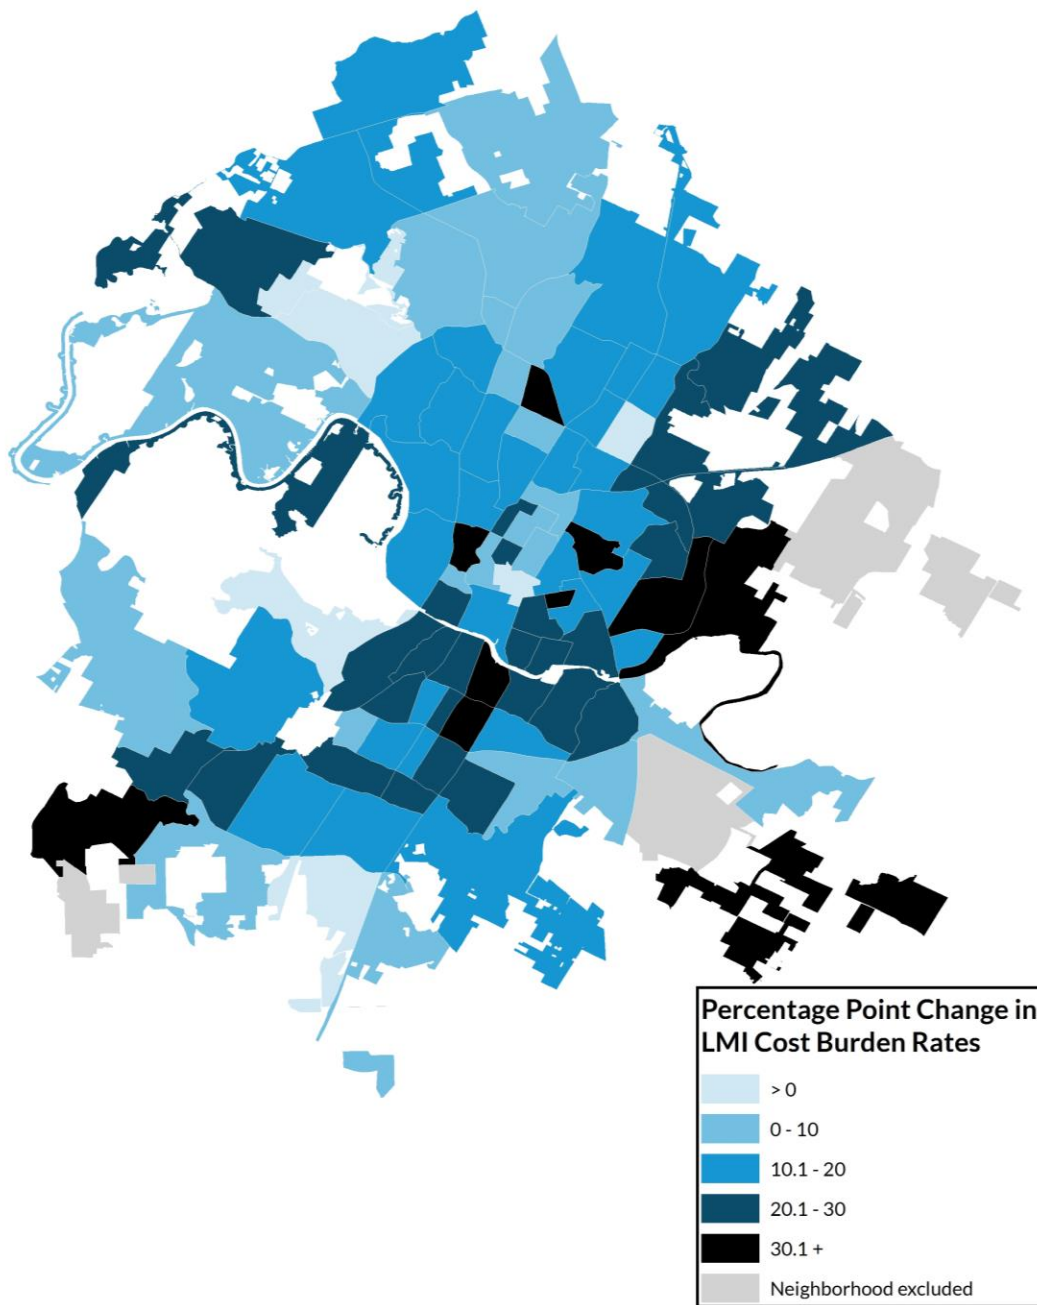 Percentage Point Change in
LMI Cost Burden Rates
> 0
0 - 10
10.1 - 20
20.1 - 30
30.1 +
Neighborhood excluded